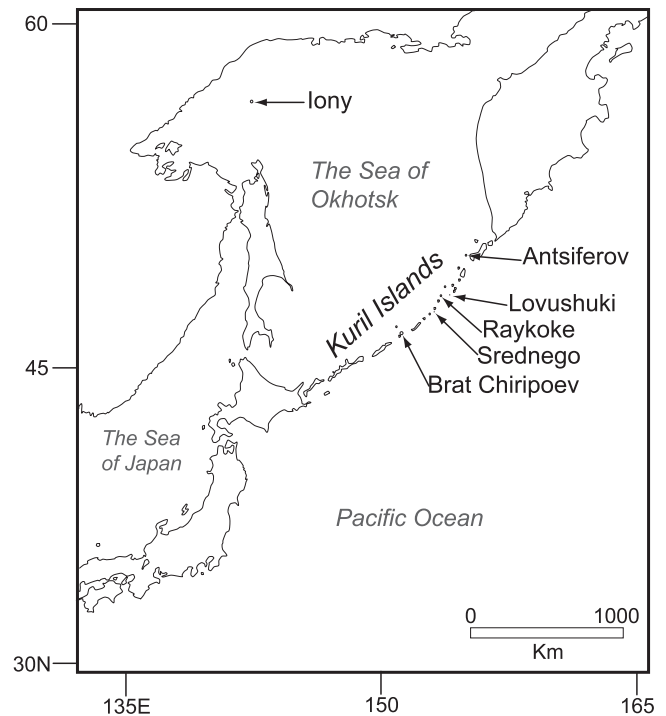 60
Iony
The Sea of
Okhotsk
Kuril Islands
Antsiferov
Lovushuki
Raykoke
Srednego
Brat Chiripoev
45
The Sea
of Japan
Pacific Ocean
0 1000
Km
30N
135E 150 165